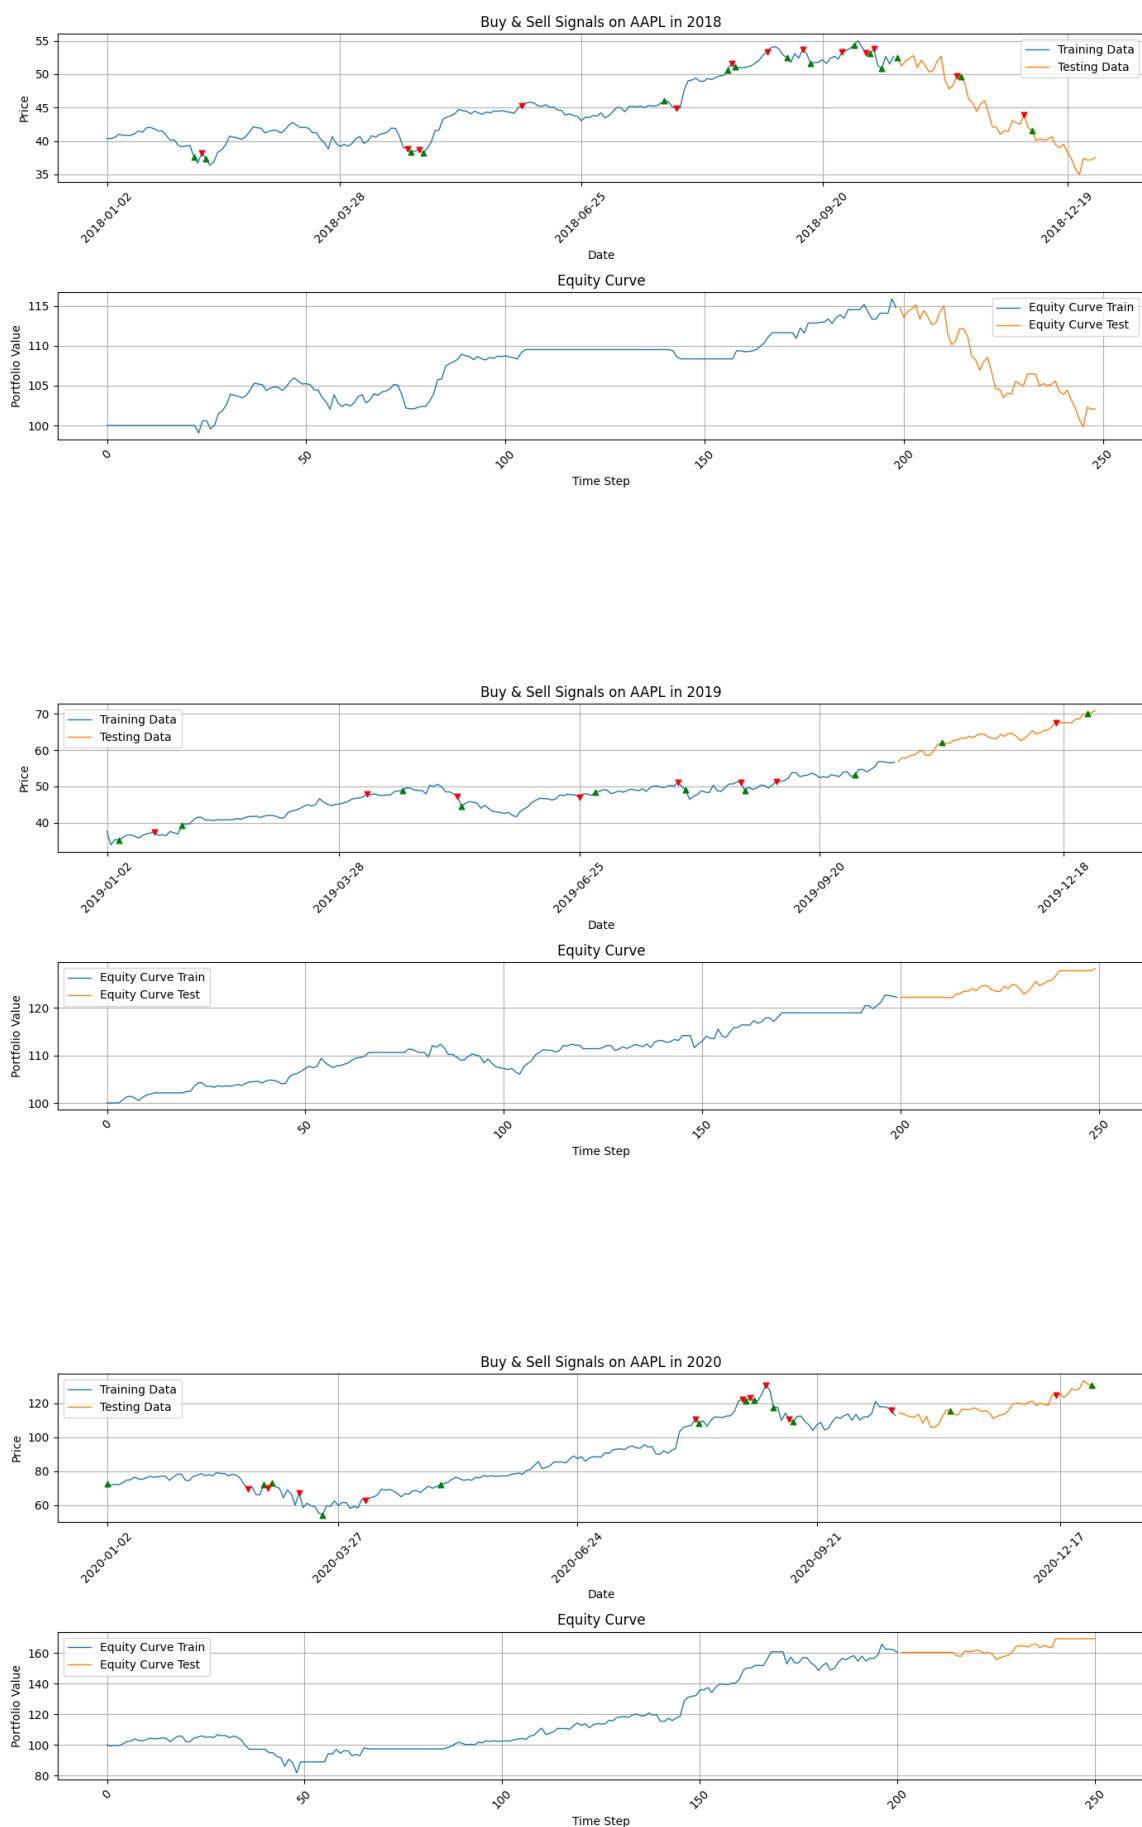 Buy & Sell Signals on AAPL in 2018
55
50
45
40
35
Price
Training Data
Testing Data
2018-01-02
2018-03-28
2018-06-25
2018-09-20
2018-12-19
Date
Equity Curve
115
110
105
100
Portfolio Value
Equity Curve Train
Equity Curve Test
0
50
100
150
200
250
Time Step
Buy & Sell Signals on AAPL in 2019
70
60
50
40
Price
Training Data
Testing Data
2019-01-02
2019-03-28
2019-06-25
2019-09-20
2019-12-18
Date
Equity Curve
120
110
100
Portfolio Value
Equity Curve Train
Equity Curve Test
0
50
100
150
200
250
Time Step
Buy & Sell Signals on AAPL in 2020
120
100
80
60
Price
Training Data
Testing Data
2020-01-02
2020-03-27
2020-06-24
2020-09-21
2020-12-17
Date
Equity Curve
160
140
120
100
80
Portfolio Value
Equity Curve Train
Equity Curve Test
0
50
100
150
200
250
Time Step